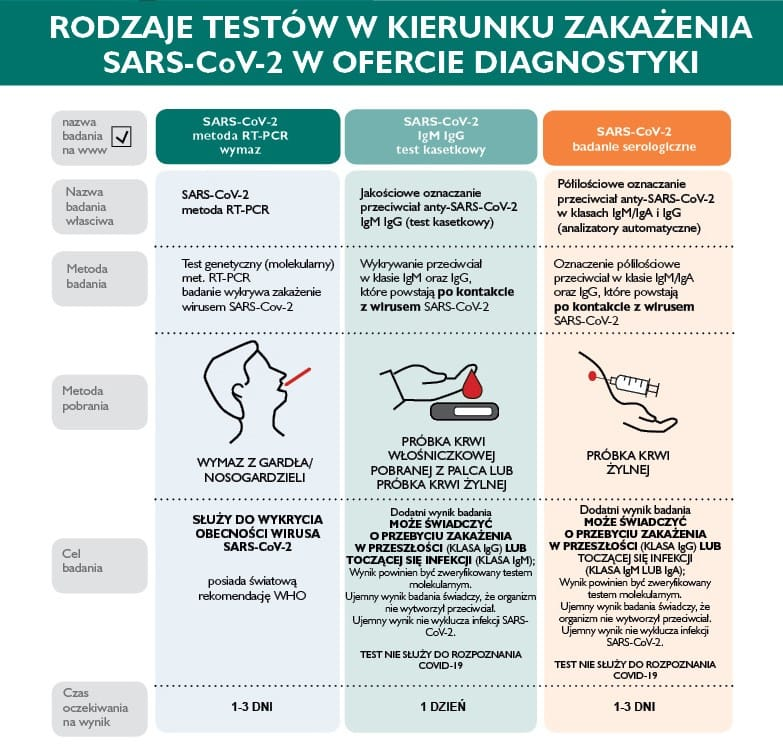 RODZAJE TESTÓW W KIERUNKU ZAKAŻENIA
SARS-CoV-2 W OFERCIE DIAGNOSTYKI
nazwa
badania
na www
SARS-CoV-2
metoda RT-PCR
wymaz
SARS-CoV-2
IgM IgG
test kasetkowy
SARS-CoV-2
badanie serologiczne
Nazwa
badania
własciwa
SARS-CoV-2
metoda RT-PCR
Jakościowe oznaczanie
przeciwciał anty-SARS-CoV-2
IgM IgG (test kasetkowy)
Półilościowe oznaczanie
przeciwciał anty-SARS-CoV-2
w klasach IgM/IgA i IgG
(analizatory automatyczne)
Metoda
badania
Test genetyczny (molekularny)
met. RT-PCR
badanie wykrywa zakażenie
wirusem SARS-Cov-2
Wykrywanie przeciwciał
w klasie IgM oraz IgG,
które powstają po kontakcie
z wirusem SARS-CoV-2
Oznaczenie półilościowe
przeciwciał w klasie IgM/IgA
oraz IgG, które powstają
po kontakcie z wirusem
SARS-CoV-2
Metoda
pobrania
WYMAZ Z GARDŁA/
NOSOGARDZIELI
PRÓBKA KRWI
WŁOŚNICZKOWEJ
POBRANEJ Z PALCA LUB
PRÓBKA KRWI ŻYLNEJ
PRÓBKA KRWI
ŻYLNEJ
Cel
badania
SŁUŻY DO WYKRYCIA
OBECNOŚCI WIRUSA
SARS-CoV-2
posiada światową
rekomendację WHO
Dodatni wynik badania
MOŻE ŚWIADCZYĆ
O PRZEBYCIU ZAKAŻENIA
W PRZESZŁOŚCI (KLASA IgG) LUB
TOCZĄCEJ SIĘ INFEKCJI (KLASA IgM);
Wynik powinien być zweryfikowany testem
molekularnym.
Ujemny wynik badania świadczy, że organizm
nie wytworzył przeciwciał.
Ujemny wynik nie wyklucza infekcji SARS-
CoV-2.
TEST NIE SŁUŻY DO ROZPOZNANIA
COVID-19
Dodatni wynik badania
MOŻE ŚWIADCZYĆ
O PRZEBYCIU ZAKAŻENIA
W PRZESZŁOŚCI (KLASA IgG) LUB
TOCZĄCEJ SIĘ INFEKCJI
(KLASA IgM LUB IgA);
Wynik powinien być zweryfikowany
testem molekularnym.
Ujemny wynik badania świadczy, że
organizm nie wytworzył przeciwciał.
Ujemny wynik nie wyklucza infekcji
SARS-CoV-2.
TEST NIE SŁUŻY DO ROZPOZNANIA
COVID-19
Czas
oczekiwania
na wynik
1-3 DNI
1 DZIEŃ
1-3 DNI